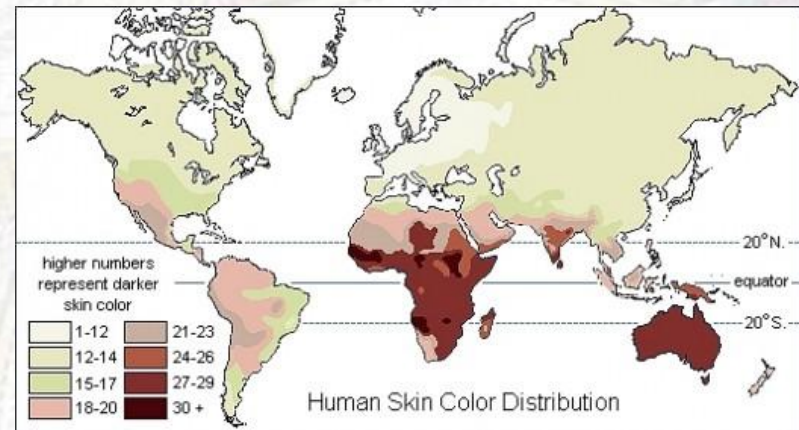 20°N.
equator
20°S.
higher numbers
represent darker
skin color
1-12
12-14
15-17
18-20
21-23
24-26
27-29
30 +
Human Skin Color Distribution